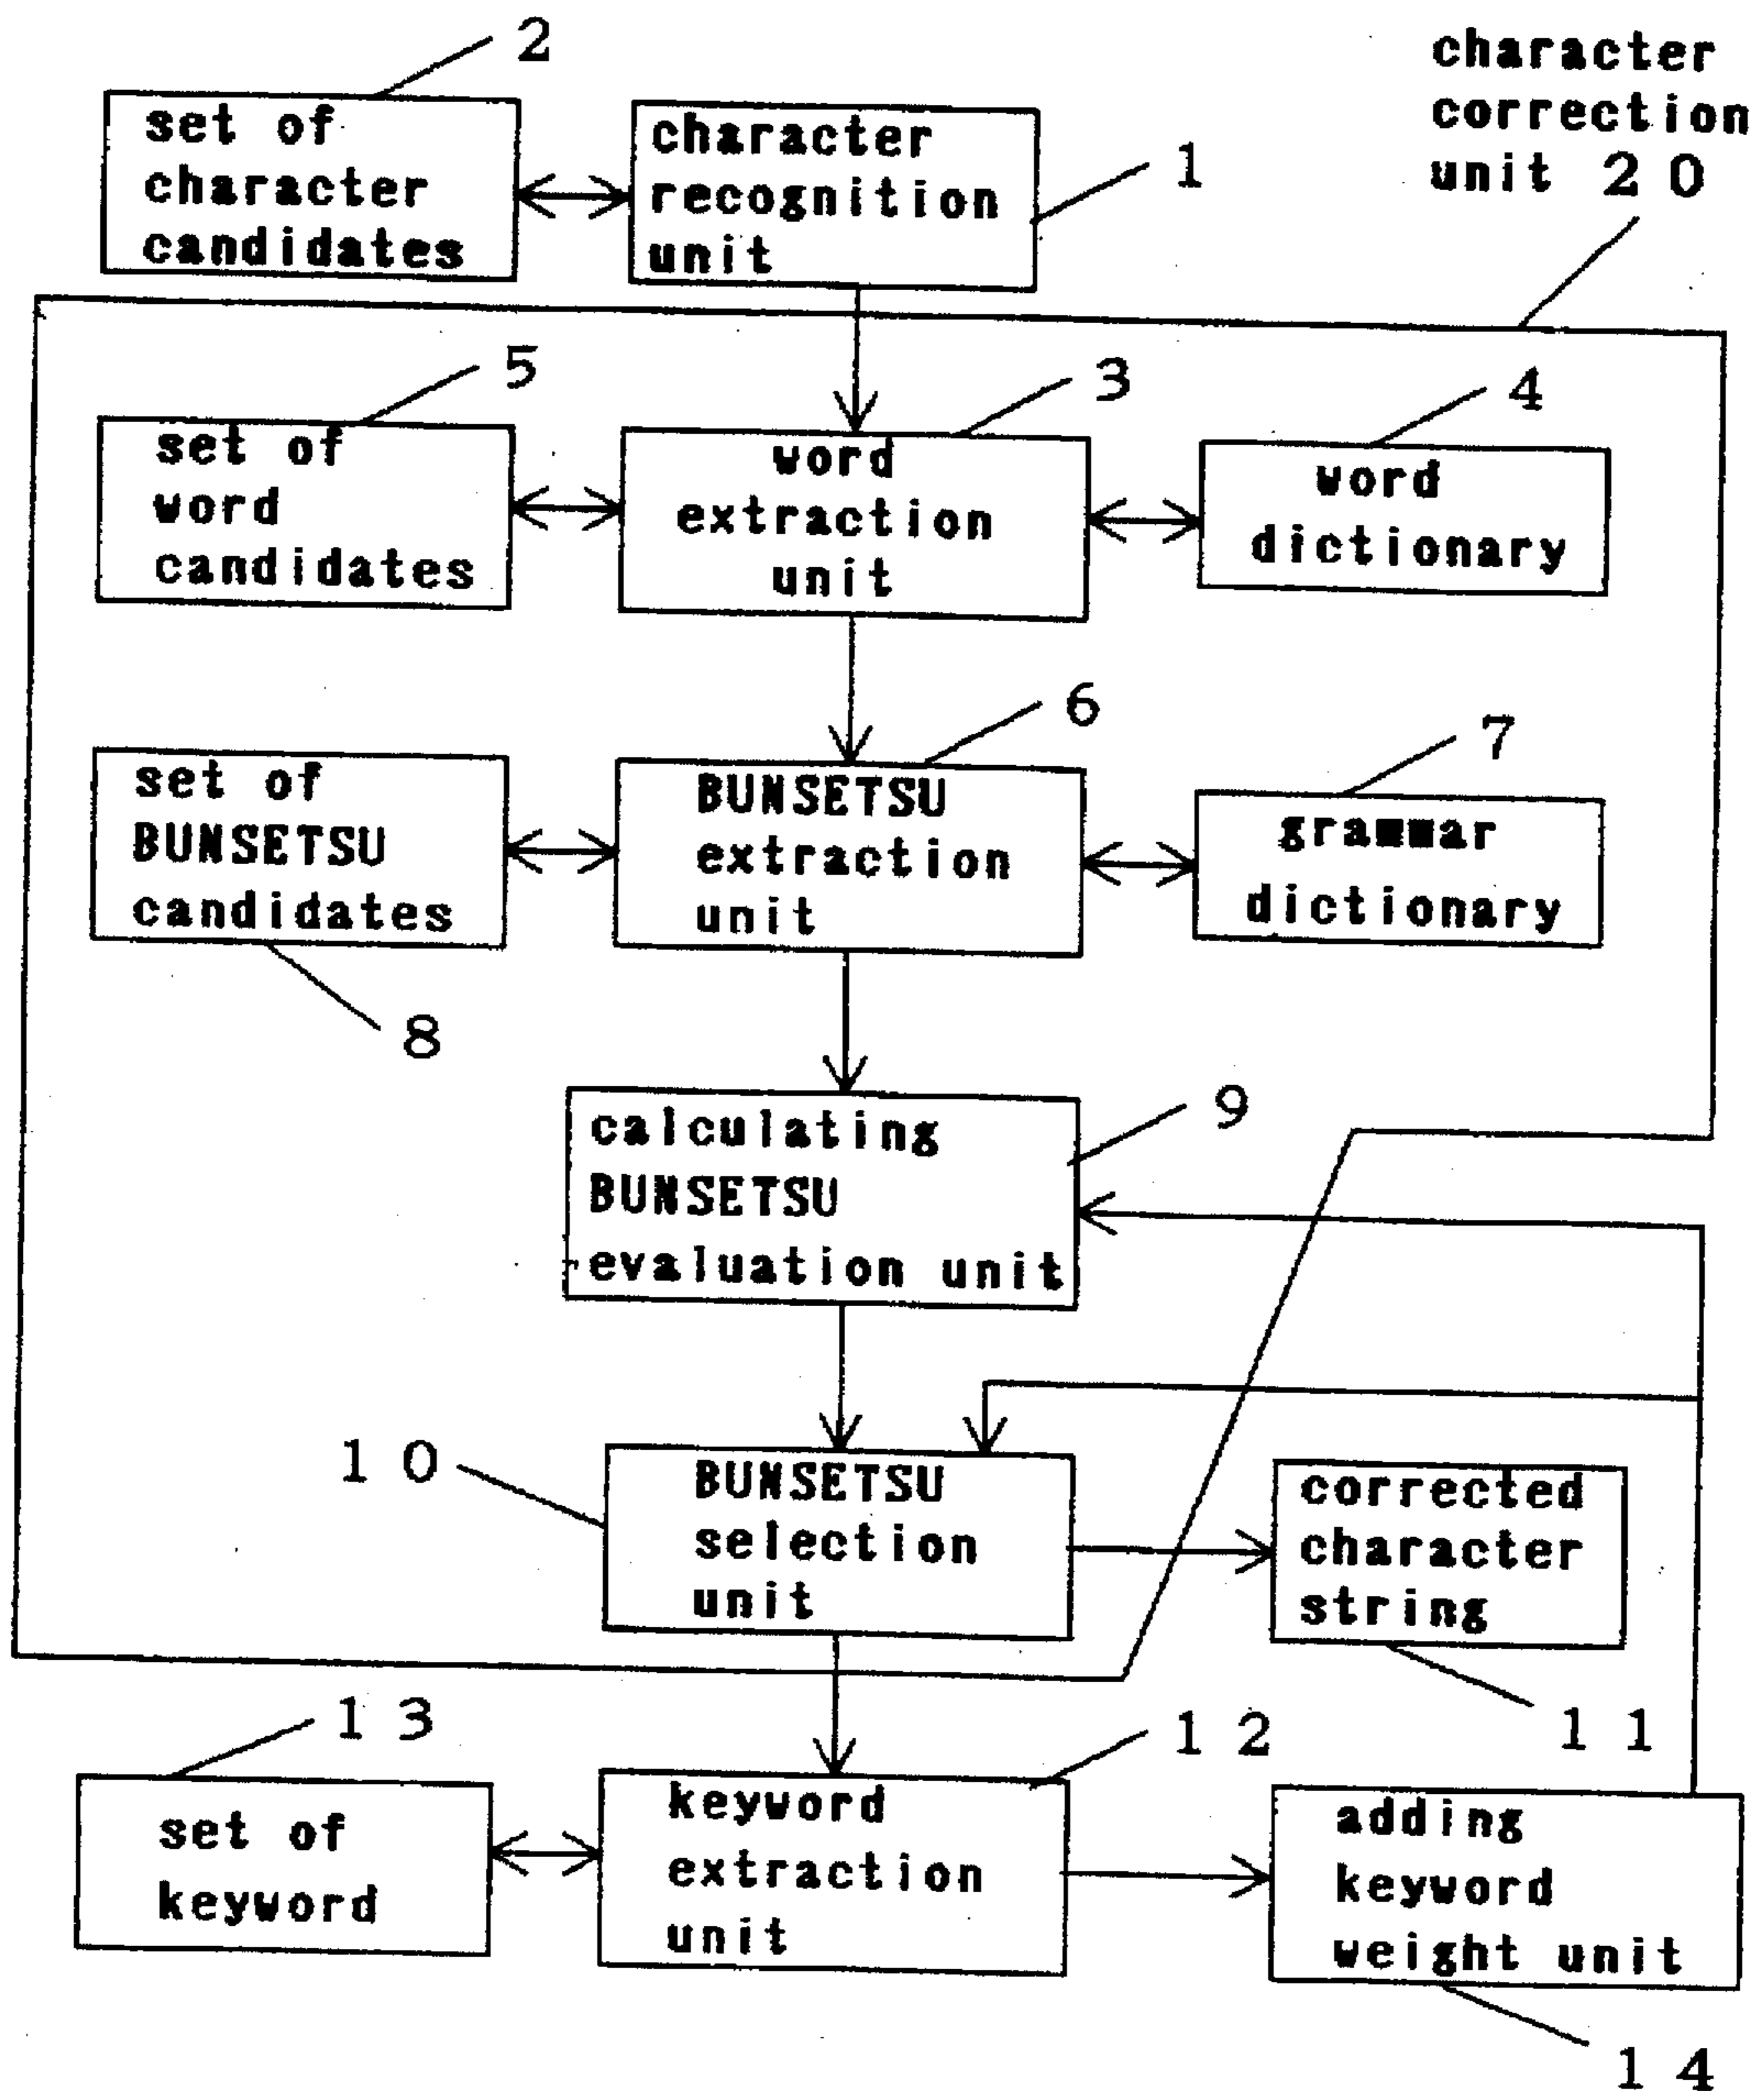 2
character
correction
unit 20
set of
character
candidates
character
recognition
unit
1
5
3
4
set of
word
candidates
word
extraction
unit
word
dictionary
6
7
set of
BUNSETSU
candidates
BUNSETSU
extraction
unit
grammar
dictionary
8
9
calculating
BUNSETSU
evaluation unit
10
BUNSETSU
selection
unit
corrected
character
string
11
13
12
set of
keyword
keyword
extraction
unit
adding
keyword
weight unit
14